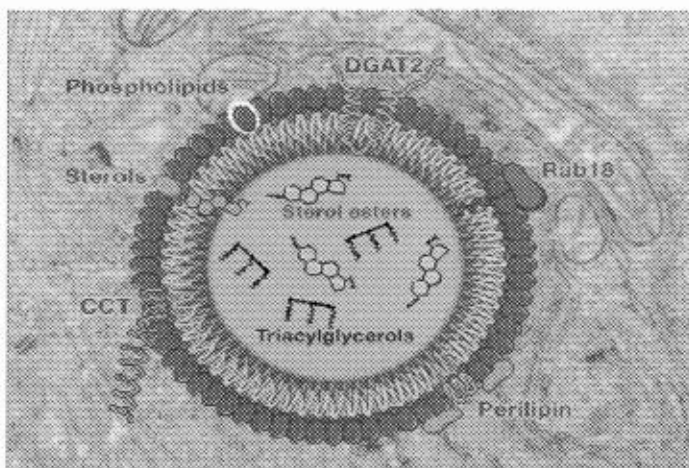 DGAT2
Phospholipids
Sterols
Rab18
Sterol esters
CCT
Triacylglycerols
Perilipin